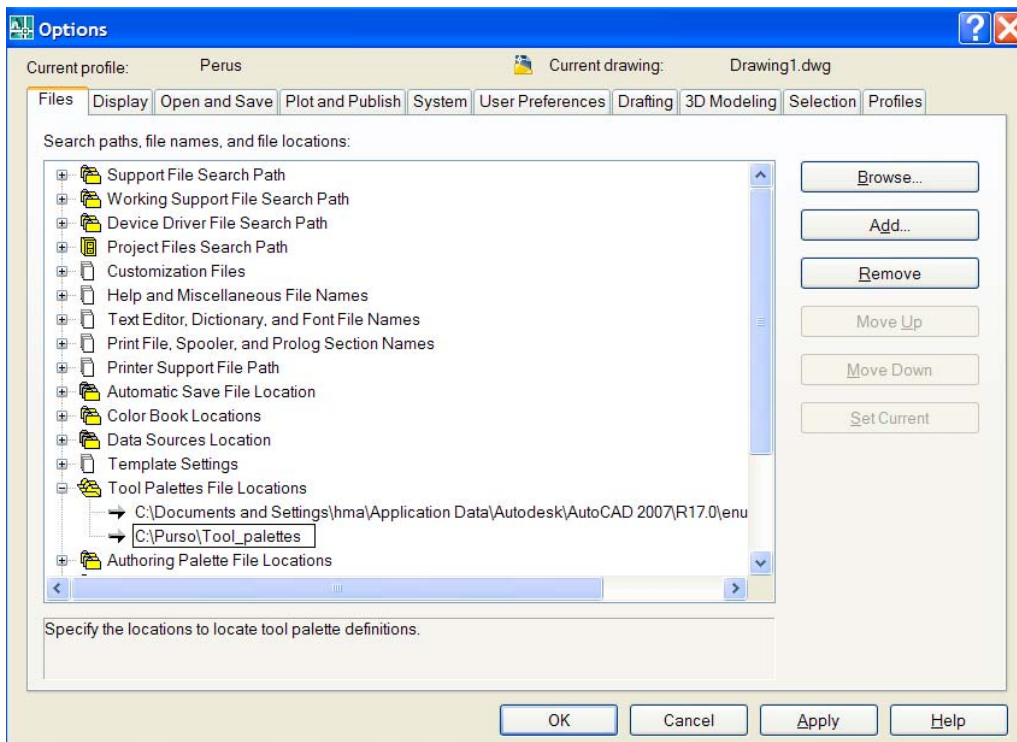 Options
Current profile: Perus Current drawing: Drawing1.dwg
Files Display Open and Save Plot and Publish System User Preferences Drafting 3D Modeling Selection Profiles
Search paths, file names, and file locations:
Support File Search Path
Working Support File Search Path
Device Driver File Search Path
Project Files Search Path
Customization Files
Help and Miscellaneous File Names
Text Editor, Dictionary, and Font File Names
Print File, Spooler, and Prolog Section Names
Printer Support File Path
Automatic Save File Location
Color Book Locations
Data Sources Location
Template Settings
Tool Palettes File Locations
C:\Documents and Settings\hma\Application Data\Autodesk\AutoCAD 2007\R17.0\enu
C:\Purso\Tool_palettes
Authoring Palette File Locations
Browse...
Add...
Remove
Move Up
Move Down
Set Current
Specify the locations to locate tool palette definitions.
OK Cancel Apply Help